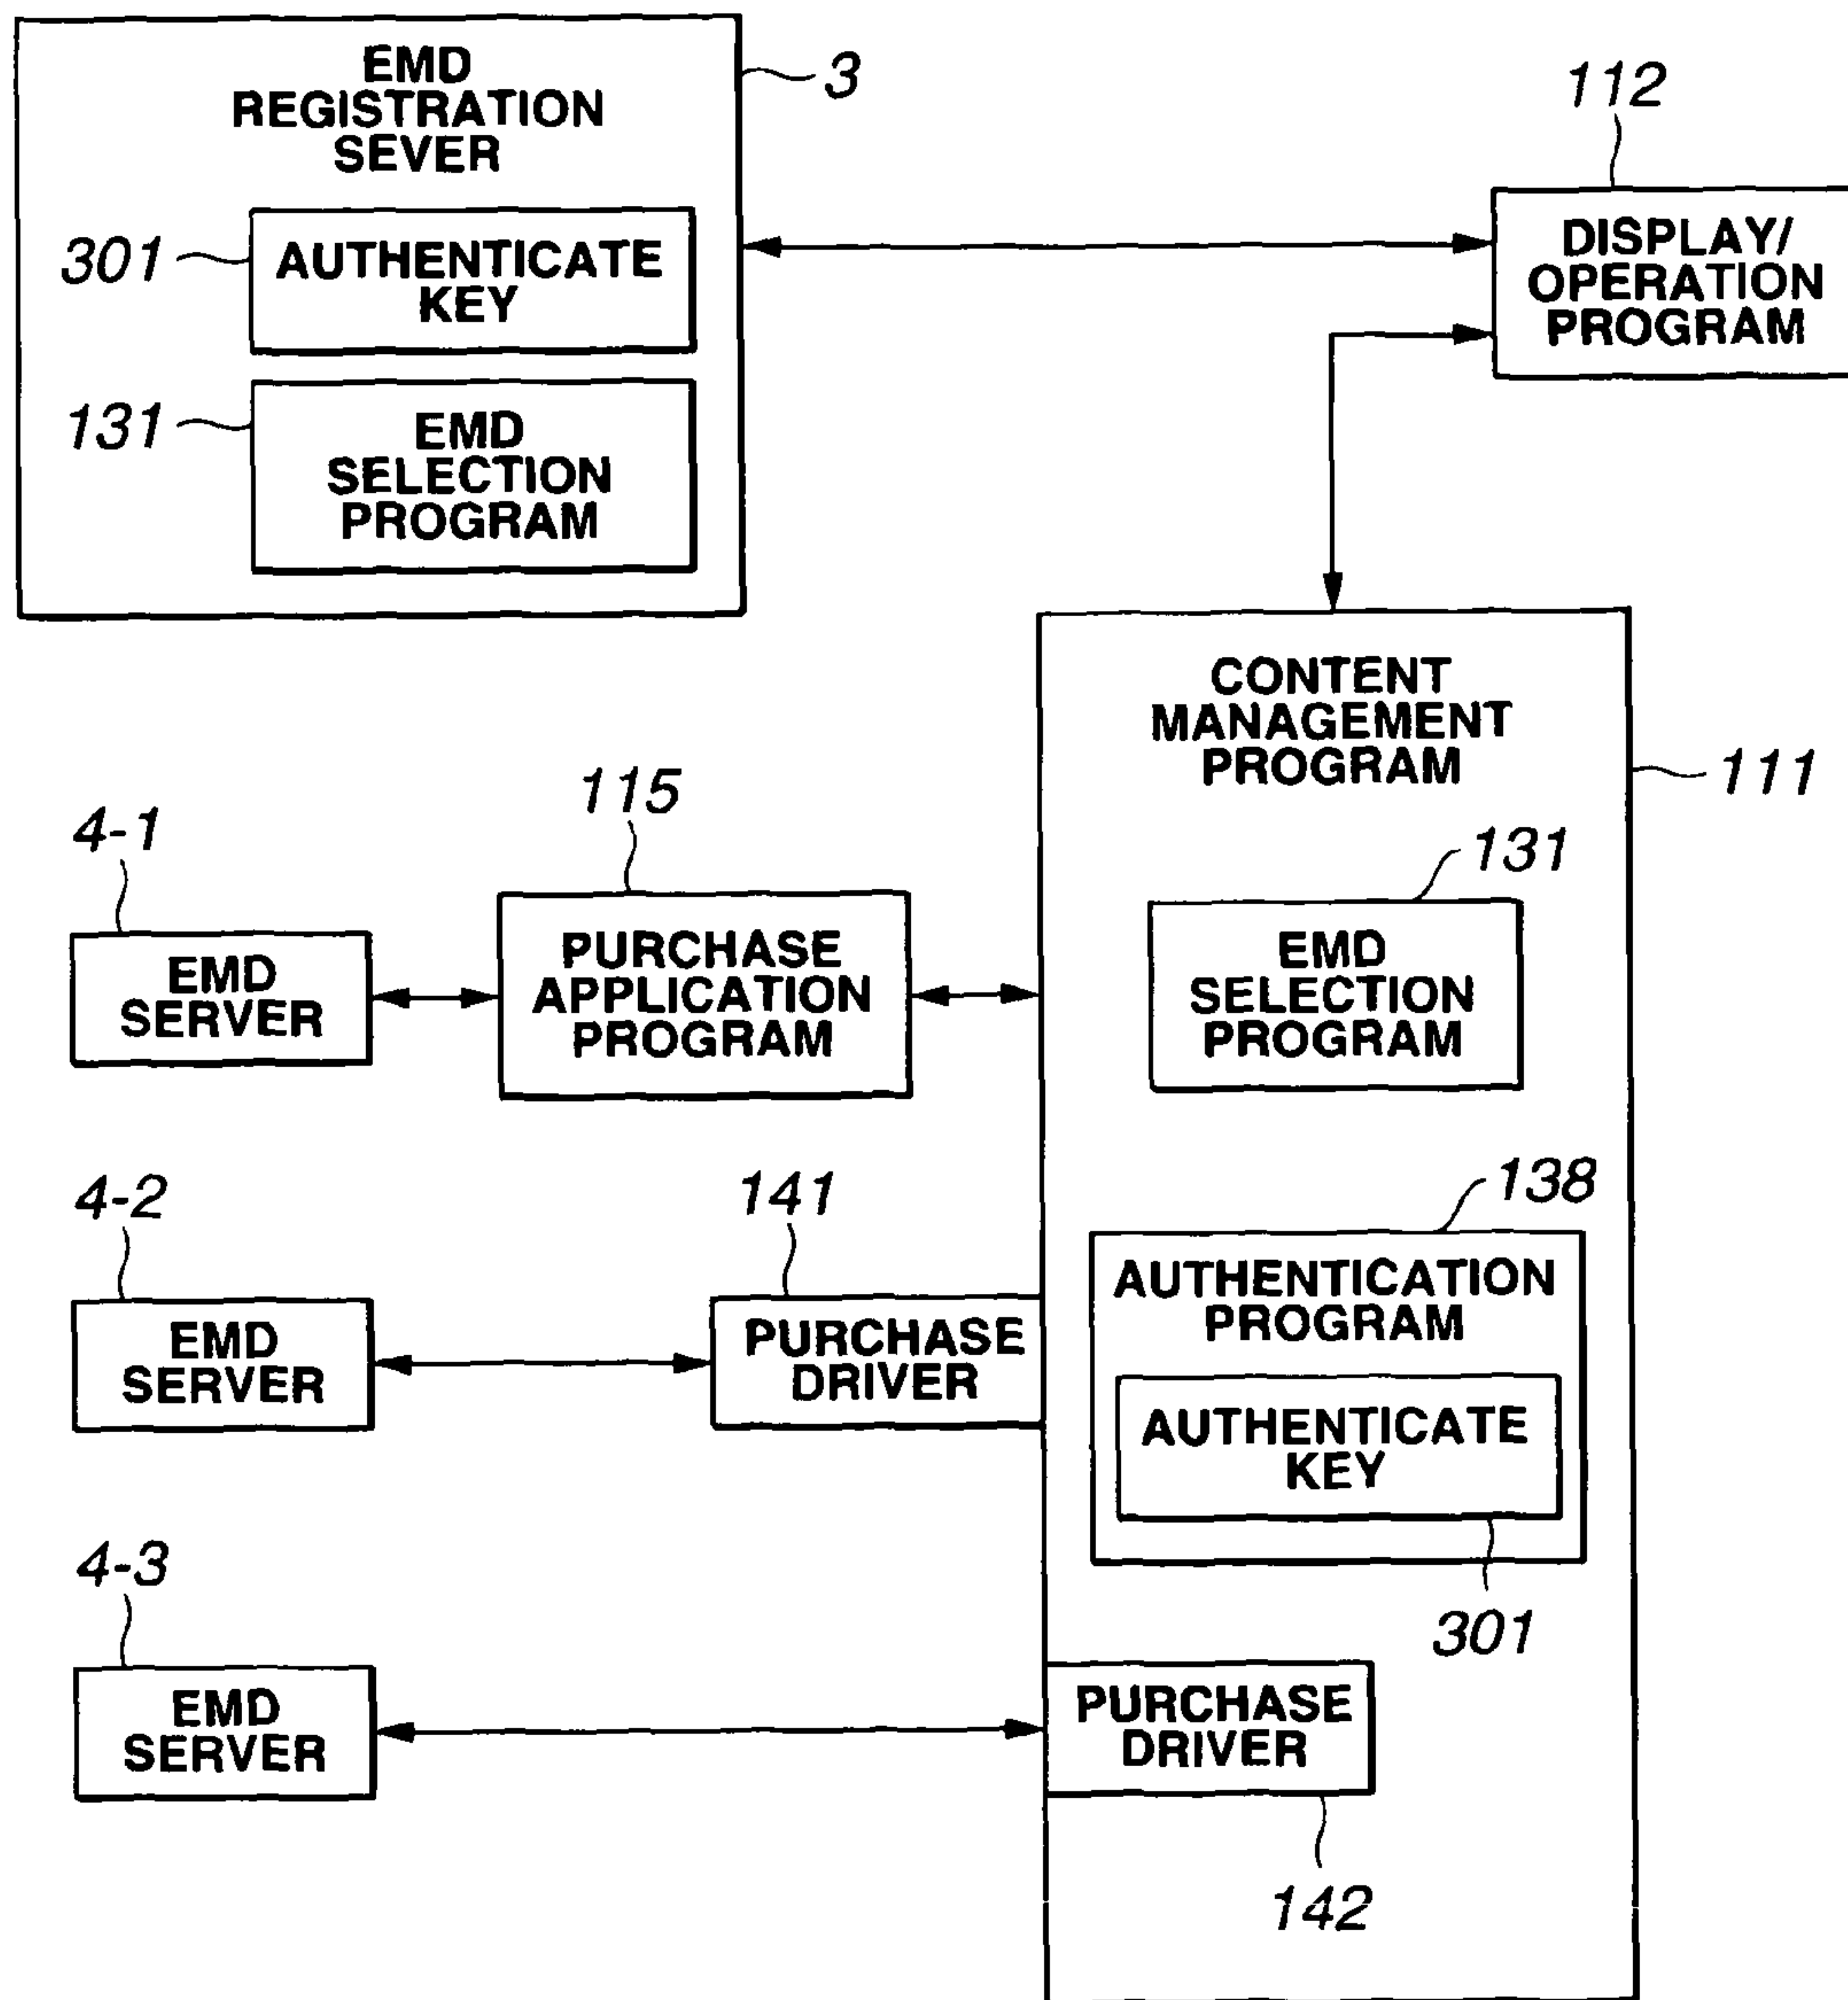 EMD
REGISTRATION
SEVER
3
301
AUTHENTICATE
KEY
131
EMD
SELECTION
PROGRAM
112
DISPLAY/
OPERATION
PROGRAM
CONTENT
MANAGEMENT
PROGRAM
111
131
EMD
SELECTION
PROGRAM
4-1
EMD
SERVER
115
PURCHASE
APPLICATION
PROGRAM
138
AUTHENTICATION
PROGRAM
AUTHENTICATE
KEY
301
4-2
EMD
SERVER
141
PURCHASE
DRIVER
4-3
EMD
SERVER
PURCHASE
DRIVER
142